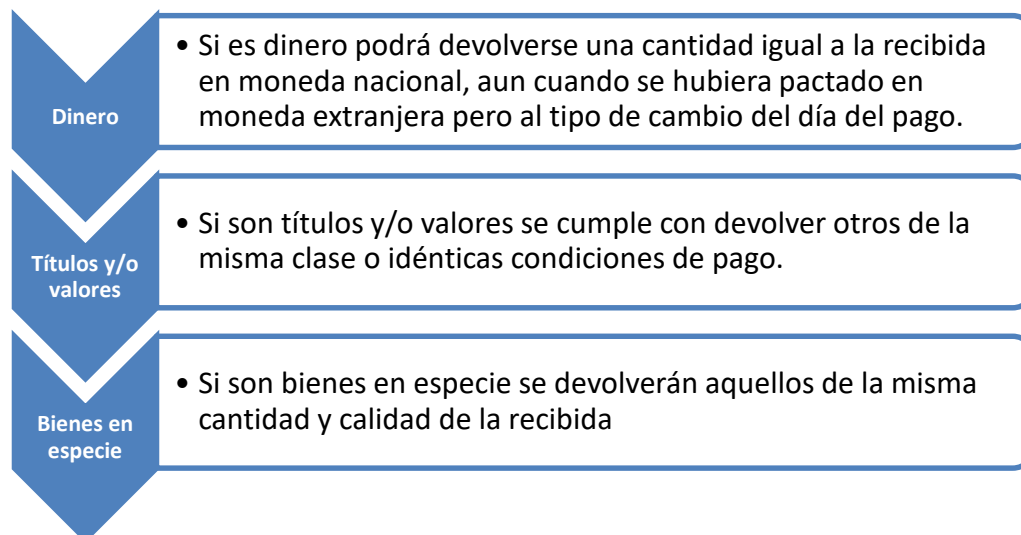 Dinero
• Si es dinero podrá devolverse una cantidad igual a la recibida
en moneda nacional, aun cuando se hubiera pactado en
moneda extranjera pero al tipo de cambio del día del pago.
Títulos y/o
valores
• Si son títulos y/o valores se cumple con devolver otros de la
misma clase o idénticas condiciones de pago.
Bienes en
especie
• Si son bienes en especie se devolverán aquellos de la misma
cantidad y calidad de la recibida